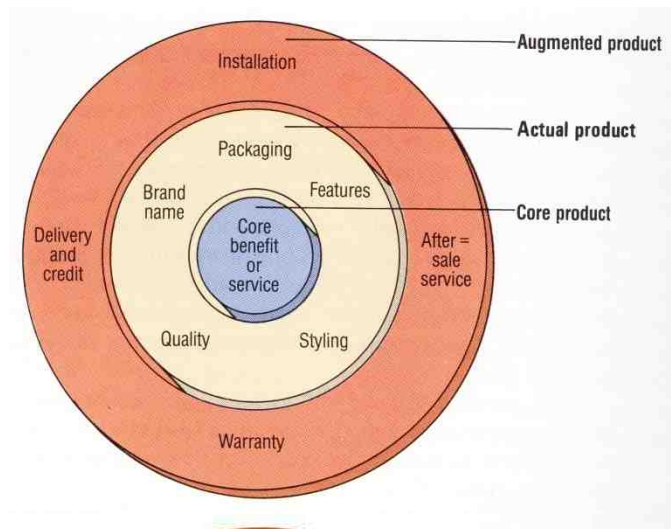 Augmented product
Installation
Actual product
Packaging
Brand
name
Features
Core product
Core
benefit
or
service
Delivery
and
credit
After =
sale
service
Quality
Styling
Warranty